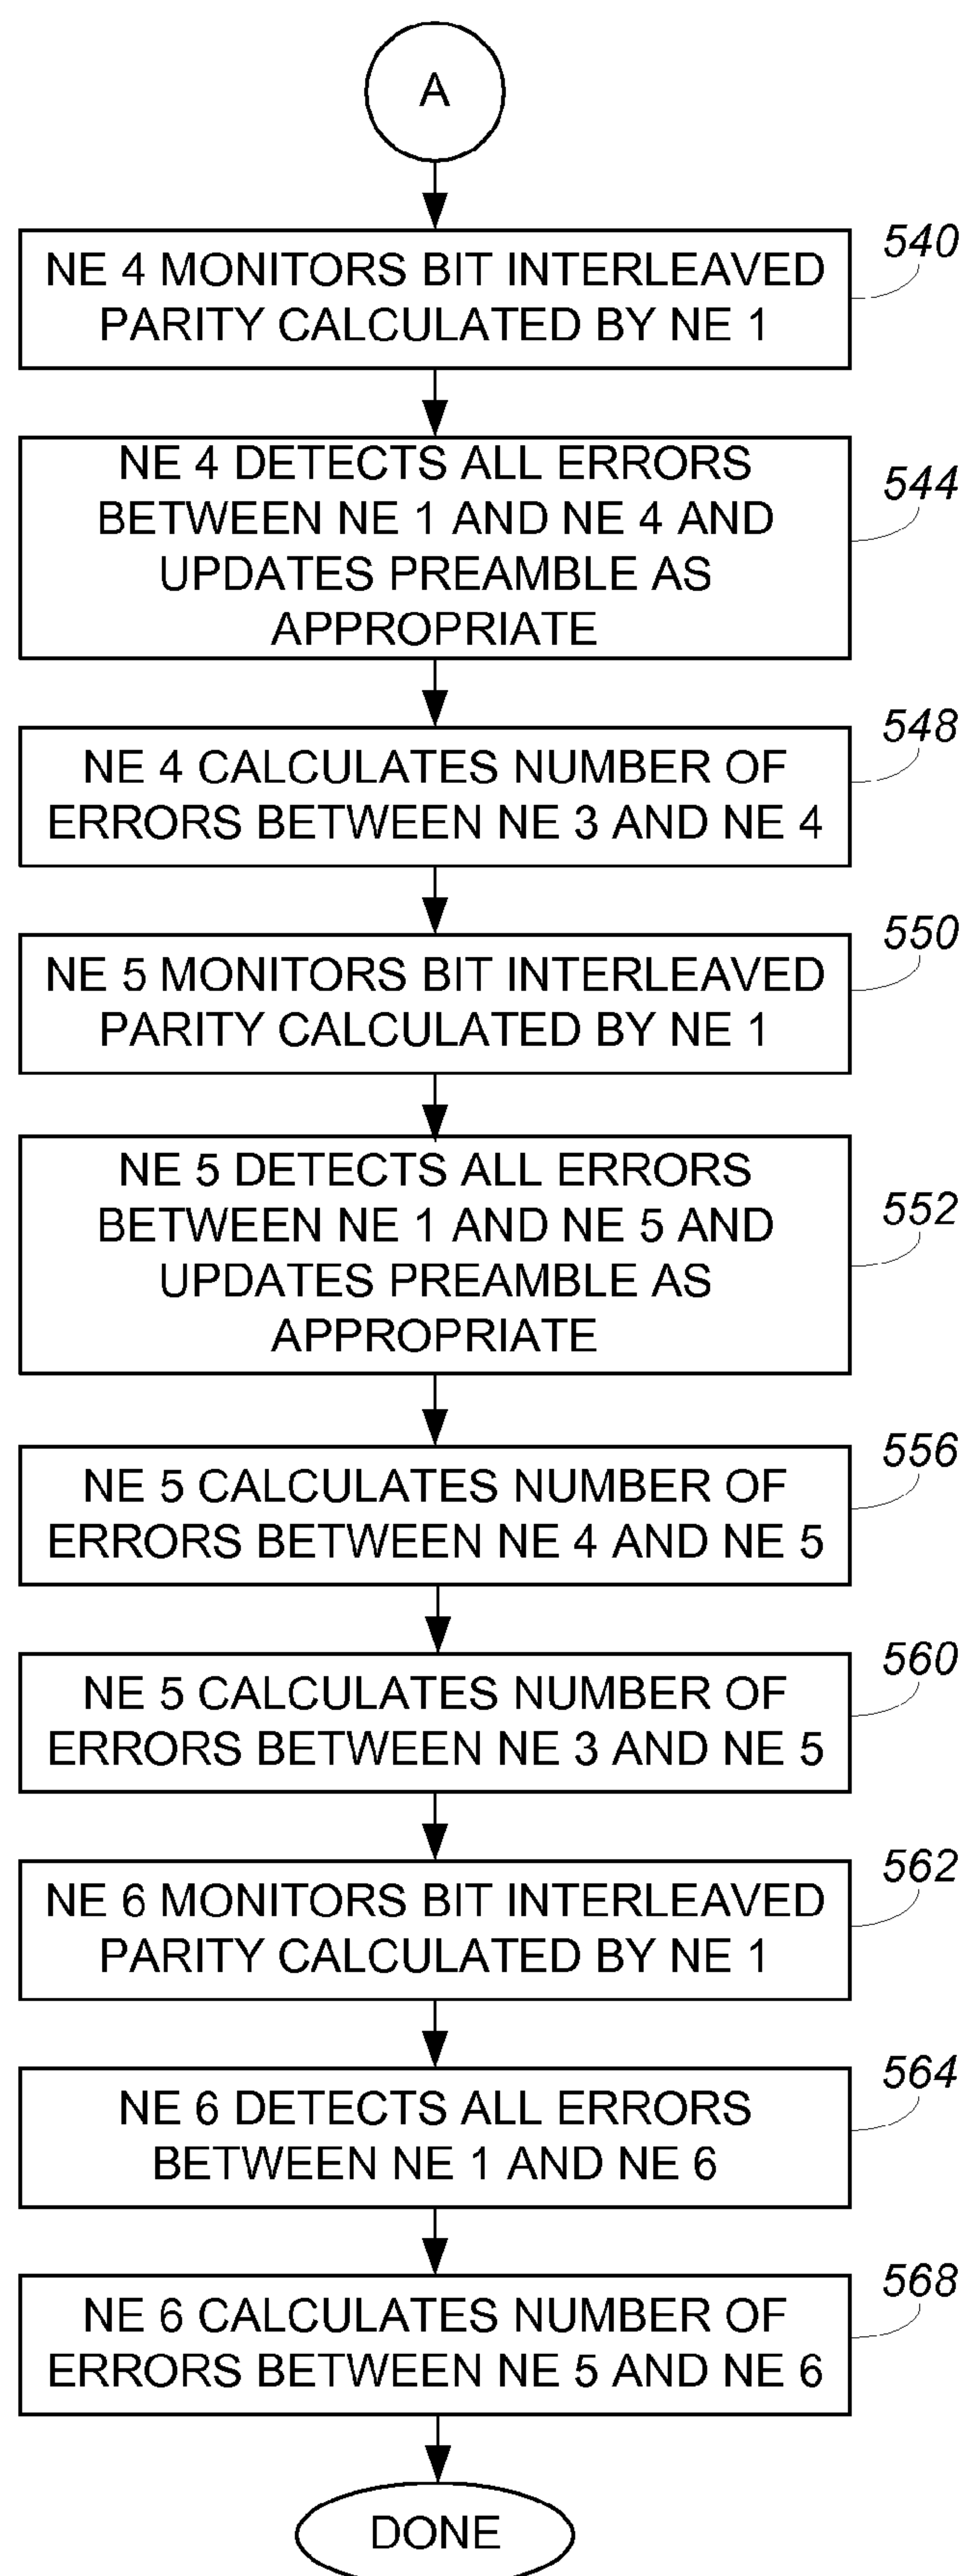 A
NE 4 MONITORS BIT INTERLEAVED
PARITY CALCULATED BY NE 1
540
NE 4 DETECTS ALL ERRORS
BETWEEN NE 1 AND NE 4 AND
UPDATES PREAMBLE AS
APPROPRIATE
544
NE 4 CALCULATES NUMBER OF
ERRORS BETWEEN NE 3 AND NE 4
548
NE 5 MONITORS BIT INTERLEAVED
PARITY CALCULATED BY NE 1
550
NE 5 DETECTS ALL ERRORS
BETWEEN NE 1 AND NE 5 AND
UPDATES PREAMBLE AS
APPROPRIATE
552
NE 5 CALCULATES NUMBER OF
ERRORS BETWEEN NE 4 AND NE 5
556
NE 5 CALCULATES NUMBER OF
ERRORS BETWEEN NE 3 AND NE 5
560
NE 6 MONITORS BIT INTERLEAVED
PARITY CALCULATED BY NE 1
562
NE 6 DETECTS ALL ERRORS
BETWEEN NE 1 AND NE 6
564
NE 6 CALCULATES NUMBER OF
ERRORS BETWEEN NE 5 AND NE 6
568
DONE